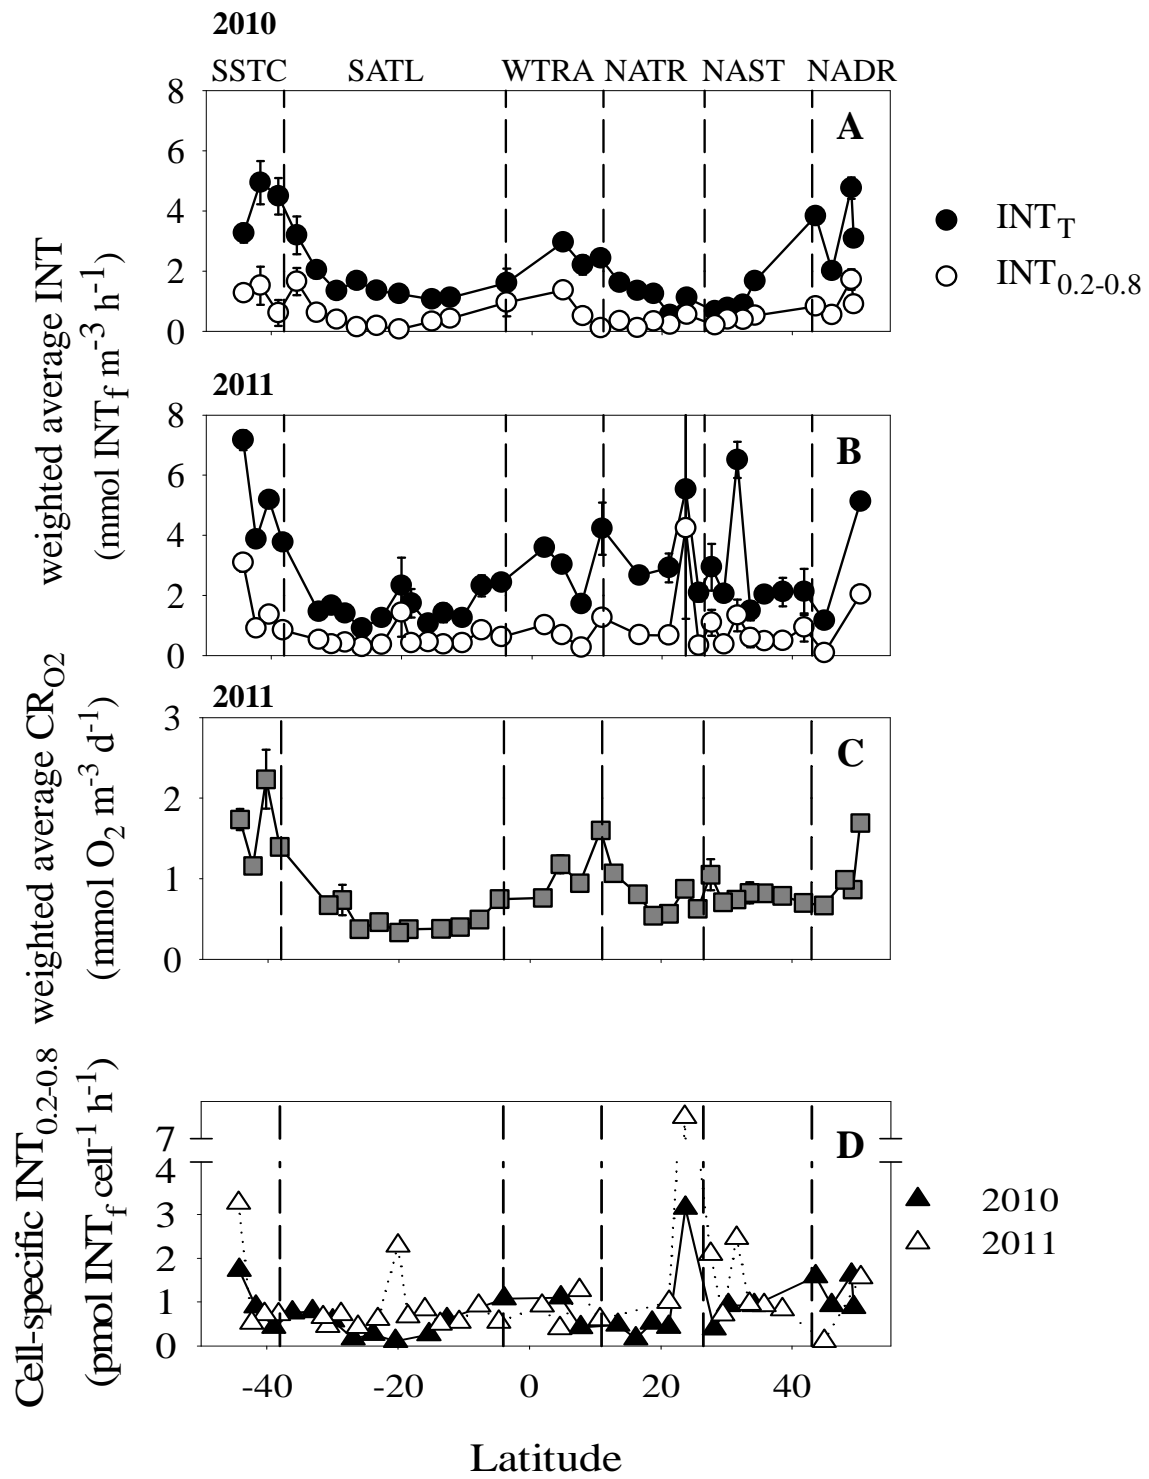 2010
SSTC SATL WTRA NATR NAST NADR
8
6
4
2
0
A
INT_T
INT_0.2-0.8
weighted average INT
(mmol INT_f m^-3 h^-1)
2011
8
6
4
2
0
B
2011
3
2
1
0
C
weighted average CR_O2
(mmol O_2 m^-3 d^-1)
7
4
3
2
1
0
D
2010
2011
Cell-specific INT_0.2-0.8
(pmol INT_f cell^-1 h^-1)
-40 -20 0 20 40
Latitude